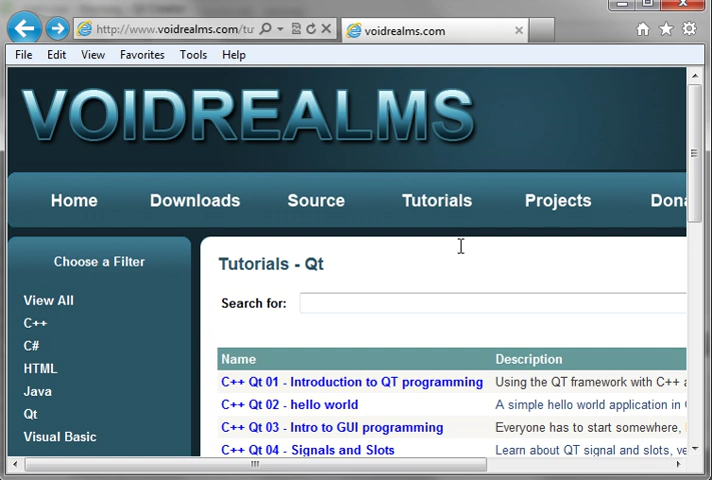 http://www.voidrealms.com/tu
voidrealms.com
File Edit View Favorites Tools Help
VOIDREALMS
Home Downloads Source Tutorials Projects Dona
Choose a Filter
View All
C++
C#
HTML
Java
Qt
Visual Basic
Tutorials - Qt
Search for:
Name Description
C++ Qt 01 - Introduction to QT programming Using the QT framework with C++ a
C++ Qt 02 - hello world A simple hello world application in C
C++ Qt 03 - Intro to GUI programming Everyone has to start somewhere,
C++ Qt 04 - Signals and Slots Learn about QT signal and slots, ve